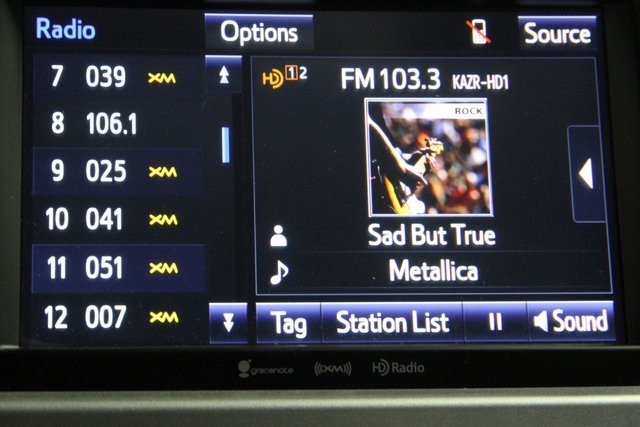 Radio
Options
Source
7 039 XM
8 106.1
9 025 XM
10 041 XM
11 051 XM
12 007 XM
HD 1 2
FM 103.3 KAZR-HD1
ROCK
Sad But True
Metallica
Tag
Station List
Sound
gracenote
((XM))
HD Radio